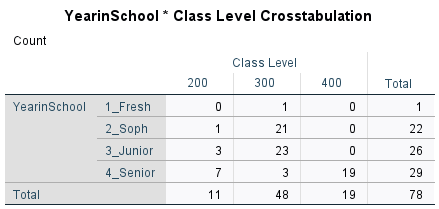 YearinSchool * Class Level Crosstabulation
Count
Class Level
200 300 400 Total
YearinSchool 1_Fresh 0 1 0 1
2_Soph 1 21 0 22
3_Junior 3 23 0 26
4_Senior 7 3 19 29
Total 11 48 19 78